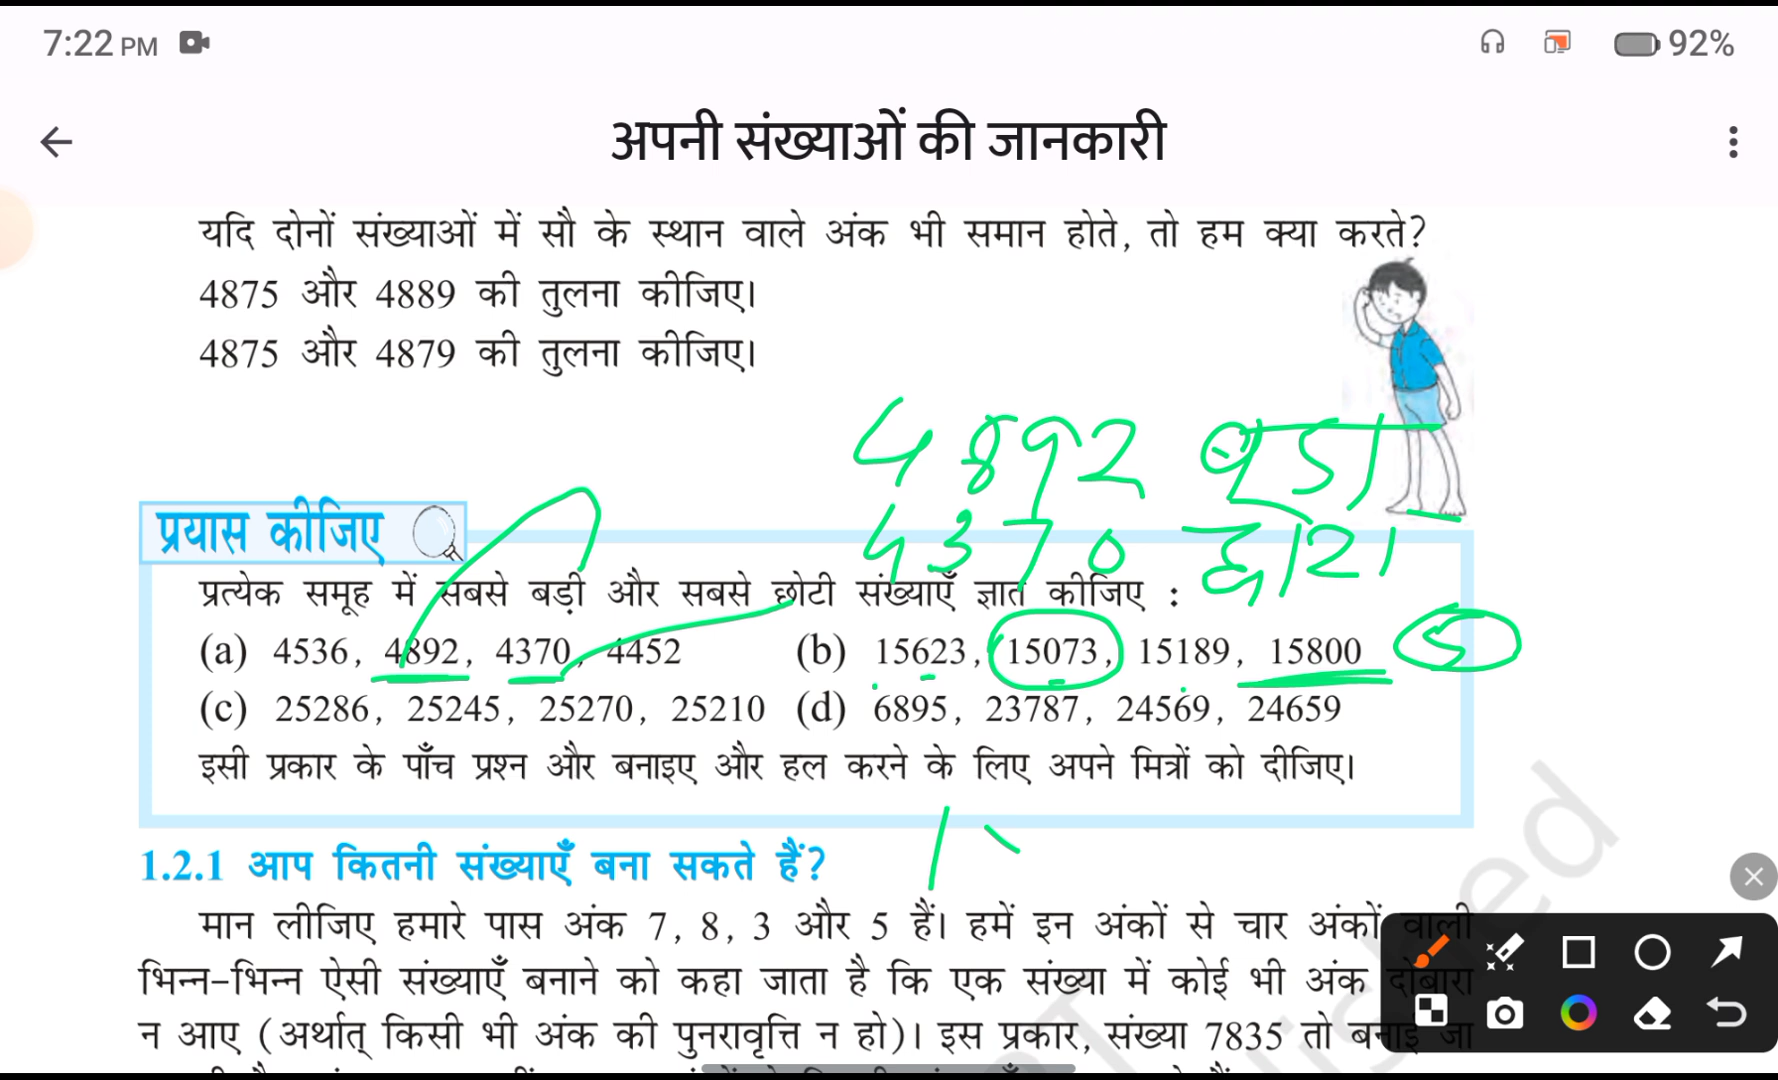 7:22 PM 92%
अपनी संख्याओं की जानकारी
यदि दोनों संख्याओं में सौ के स्थान वाले अंक भी समान होते, तो हम क्या करते?
4875 और 4889 की तुलना कीजिए।
4875 और 4879 की तुलना कीजिए।
4892 बड़ा
4370
प्रयास कीजिए
प्रत्येक समूह में सबसे बड़ी और सबसे छोटी संख्याएँ ज्ञात कीजिए :
(a) 4536, 4892, 4370, 4452 (b) 15623, 15073, 15189, 15800 5
(c) 25286, 25245, 25270, 25210 (d) 6895, 23787, 24569, 24659
इसी प्रकार के पाँच प्रश्न और बनाइए और हल करने के लिए अपने मित्रों को दीजिए।
1.2.1 आप कितनी संख्याएँ बना सकते हैं?
मान लीजिए हमारे पास अंक 7, 8, 3 और 5 हैं। हमें इन अंकों से चार अंकों वाली
भिन्न-भिन्न ऐसी संख्याएँ बनाने को कहा जाता है कि एक संख्या में कोई भी अंक दोबारा
न आए (अर्थात् किसी भी अंक की पुनरावृत्ति न हो)। इस प्रकार, संख्या 7835 तो बनाई जा